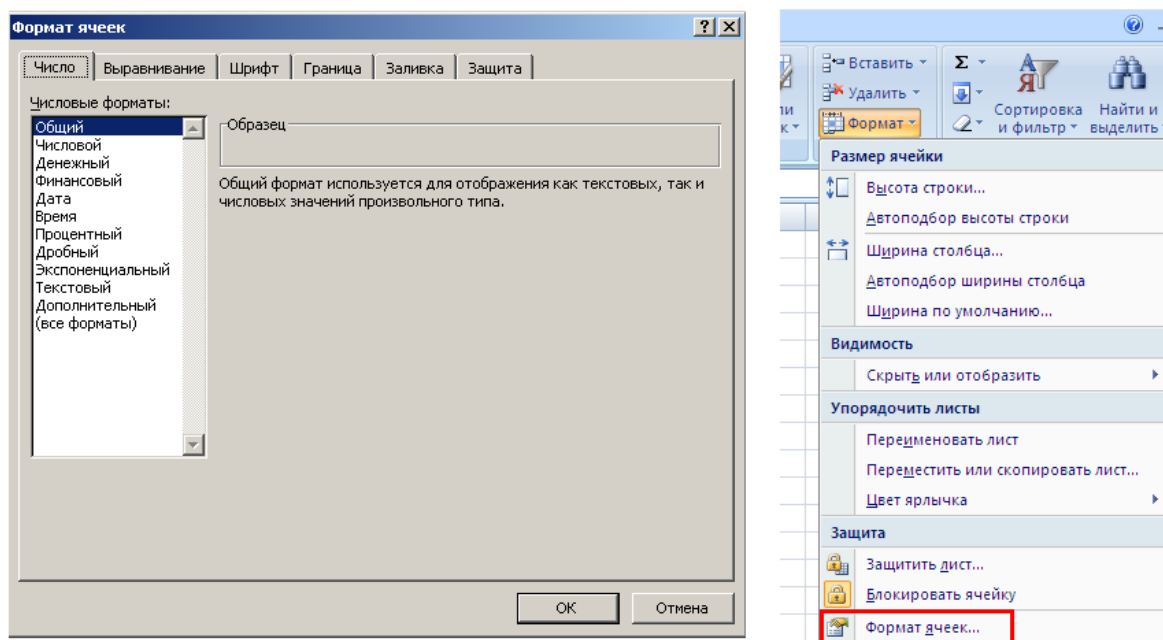 Формат ячеек
Число
Выравнивание
Шрифт
Граница
Заливка
Защита
Числовые форматы:
Общий
Числовой
Денежный
Финансовый
Дата
Время
Процентный
Дробный
Экспоненциальный
Текстовый
Дополнительный
(все форматы)
Образец
Общий формат используется для отображения как текстовых, так и
числовых значений произвольного типа.
ОК
Отмена
Вставить
Удалить
Формат
Σ
Сортировка
и фильтр
Найти и
выделить
Размер ячейки
Высота строки...
Автоподбор высоты строки
Ширина столбца...
Автоподбор ширины столбца
Ширина по умолчанию...
Видимость
Скрыть или отобразить
Упорядочить листы
Переименовать лист
Переместить или скопировать лист...
Цвет ярлычка
Защита
Защитить лист...
Блокировать ячейку
Формат ячеек...